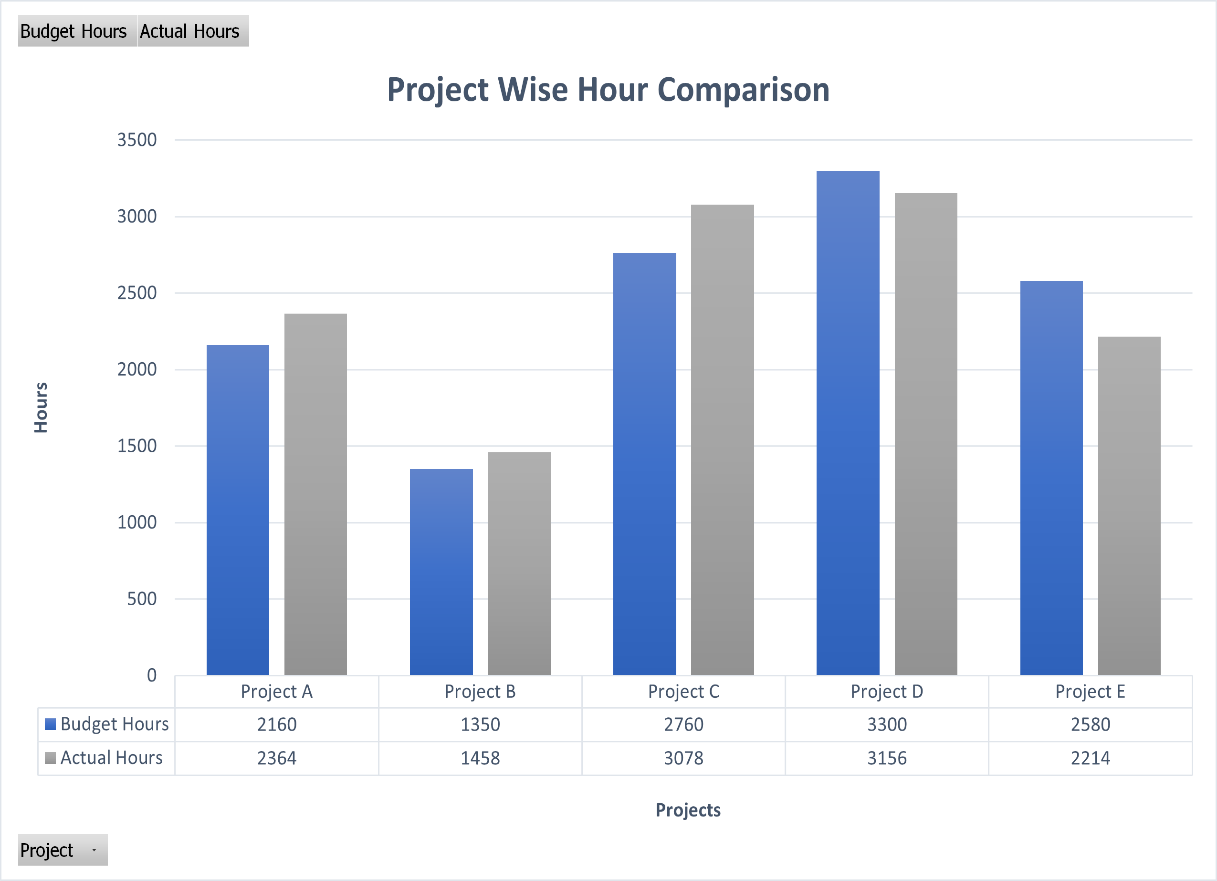 Budget Hours Actual Hours
Project Wise Hour Comparison
3500
3000
2500
2000
1500
1000
500
0
Hours
Project A Project B Project C Project D Project E
Budget Hours 2160 1350 2760 3300 2580
Actual Hours 2364 1458 3078 3156 2214
Projects
Project